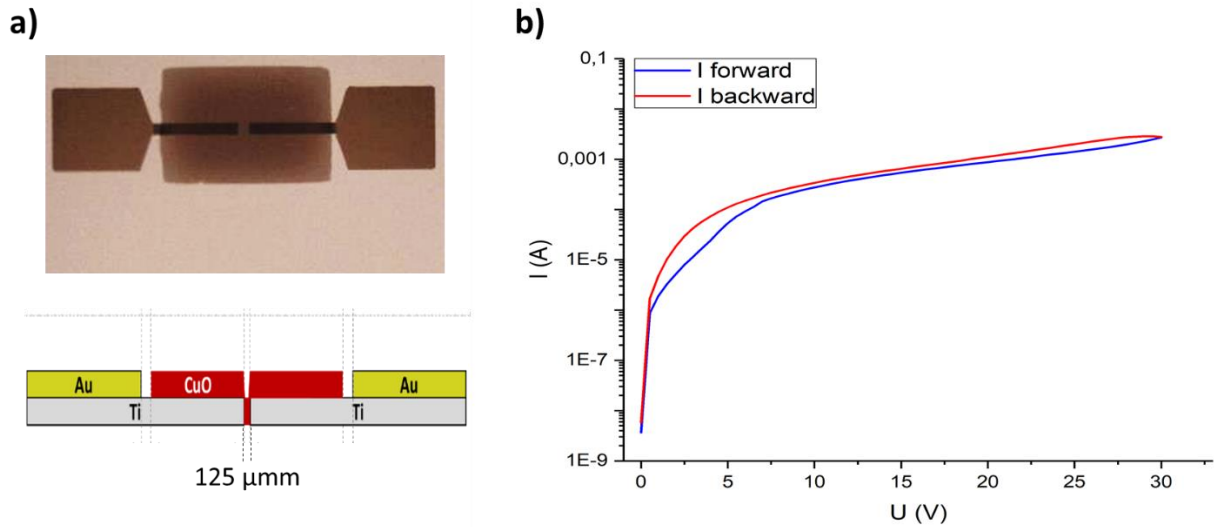 a)
Au
CuO
Au
Ti
Ti
125 µmm
b)
I forward
I backward
0,1
0,001
1E-5
1E-7
1E-9
I (A)
0
5
10
15
20
25
30
U (V)